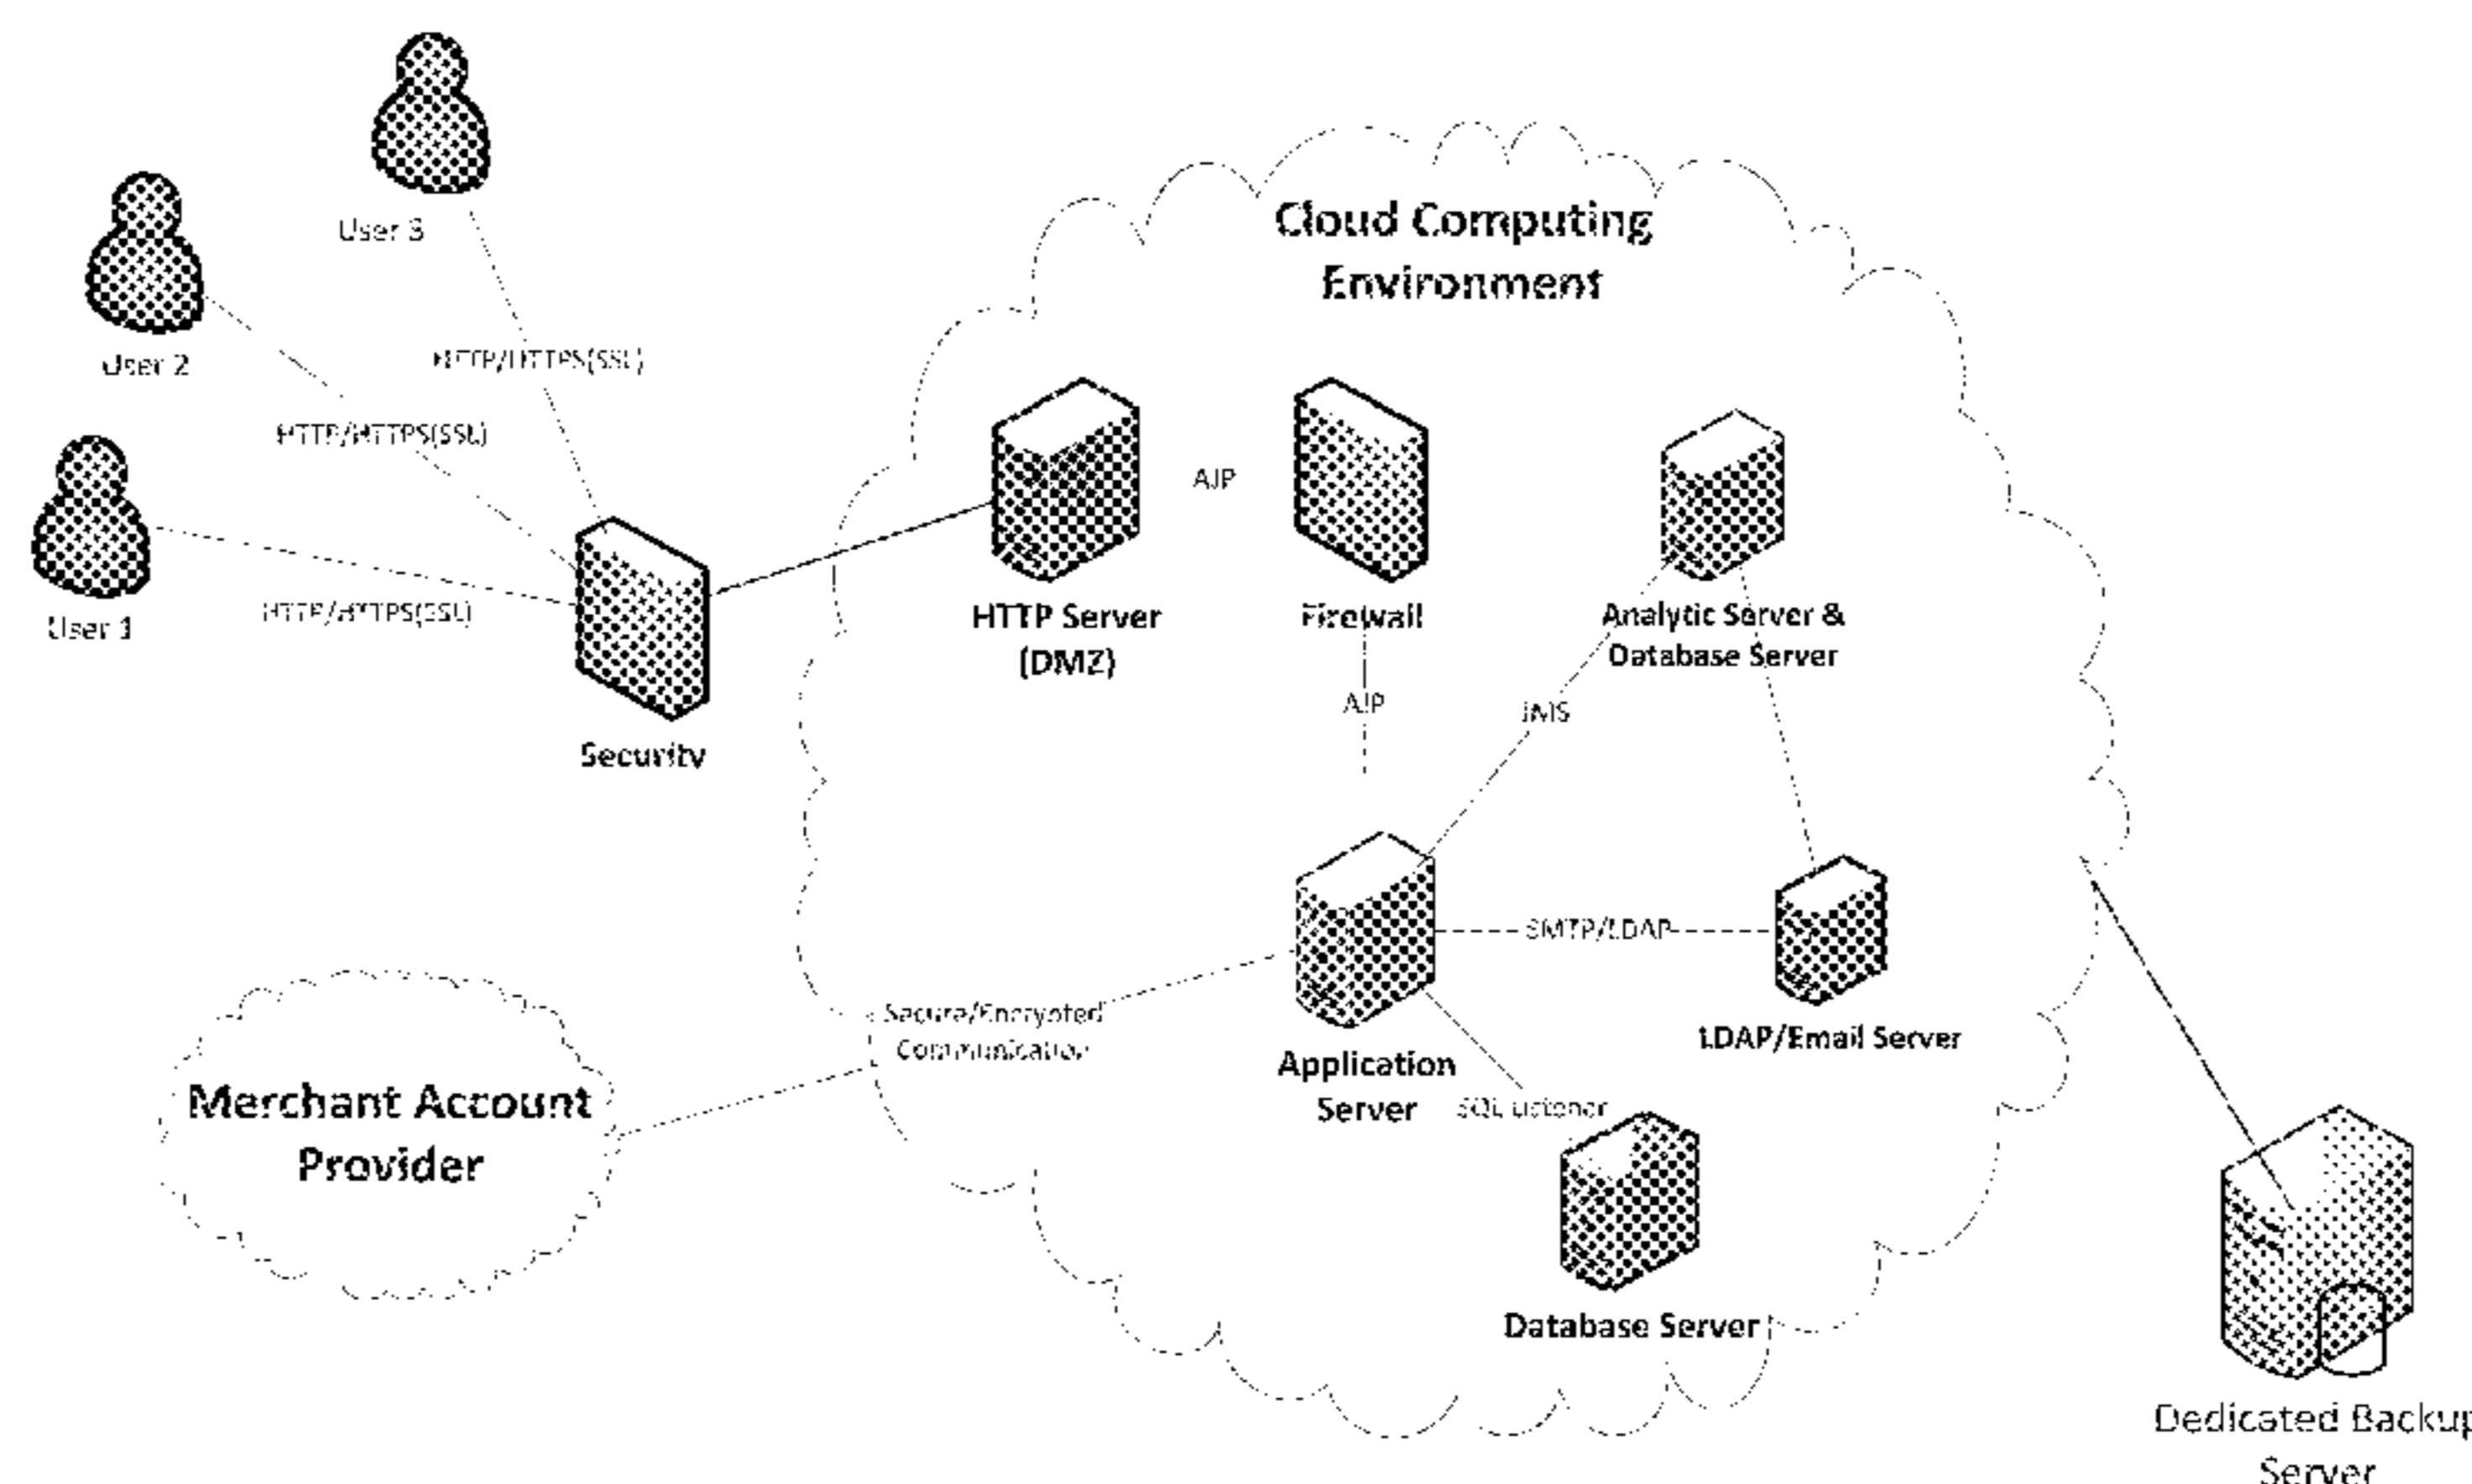 User 3
Cloud Computing
Environment
User 2
HTTP/HTTPS(SSL)
HTTP/HTTPS(SSL)
AJP
HTTP/HTTPS(SSL)
User 1
HTTP Server
(DMZ)
Firewall
Analytic Server &
Database Server
AJP
JMS
Security
SMTP/LDAP
Secure/Encrypted
Communication
LDAP/Email Server
Application
Server
SQL Listener
Merchant Account
Provider
Database Server
Dedicated Backup
Server